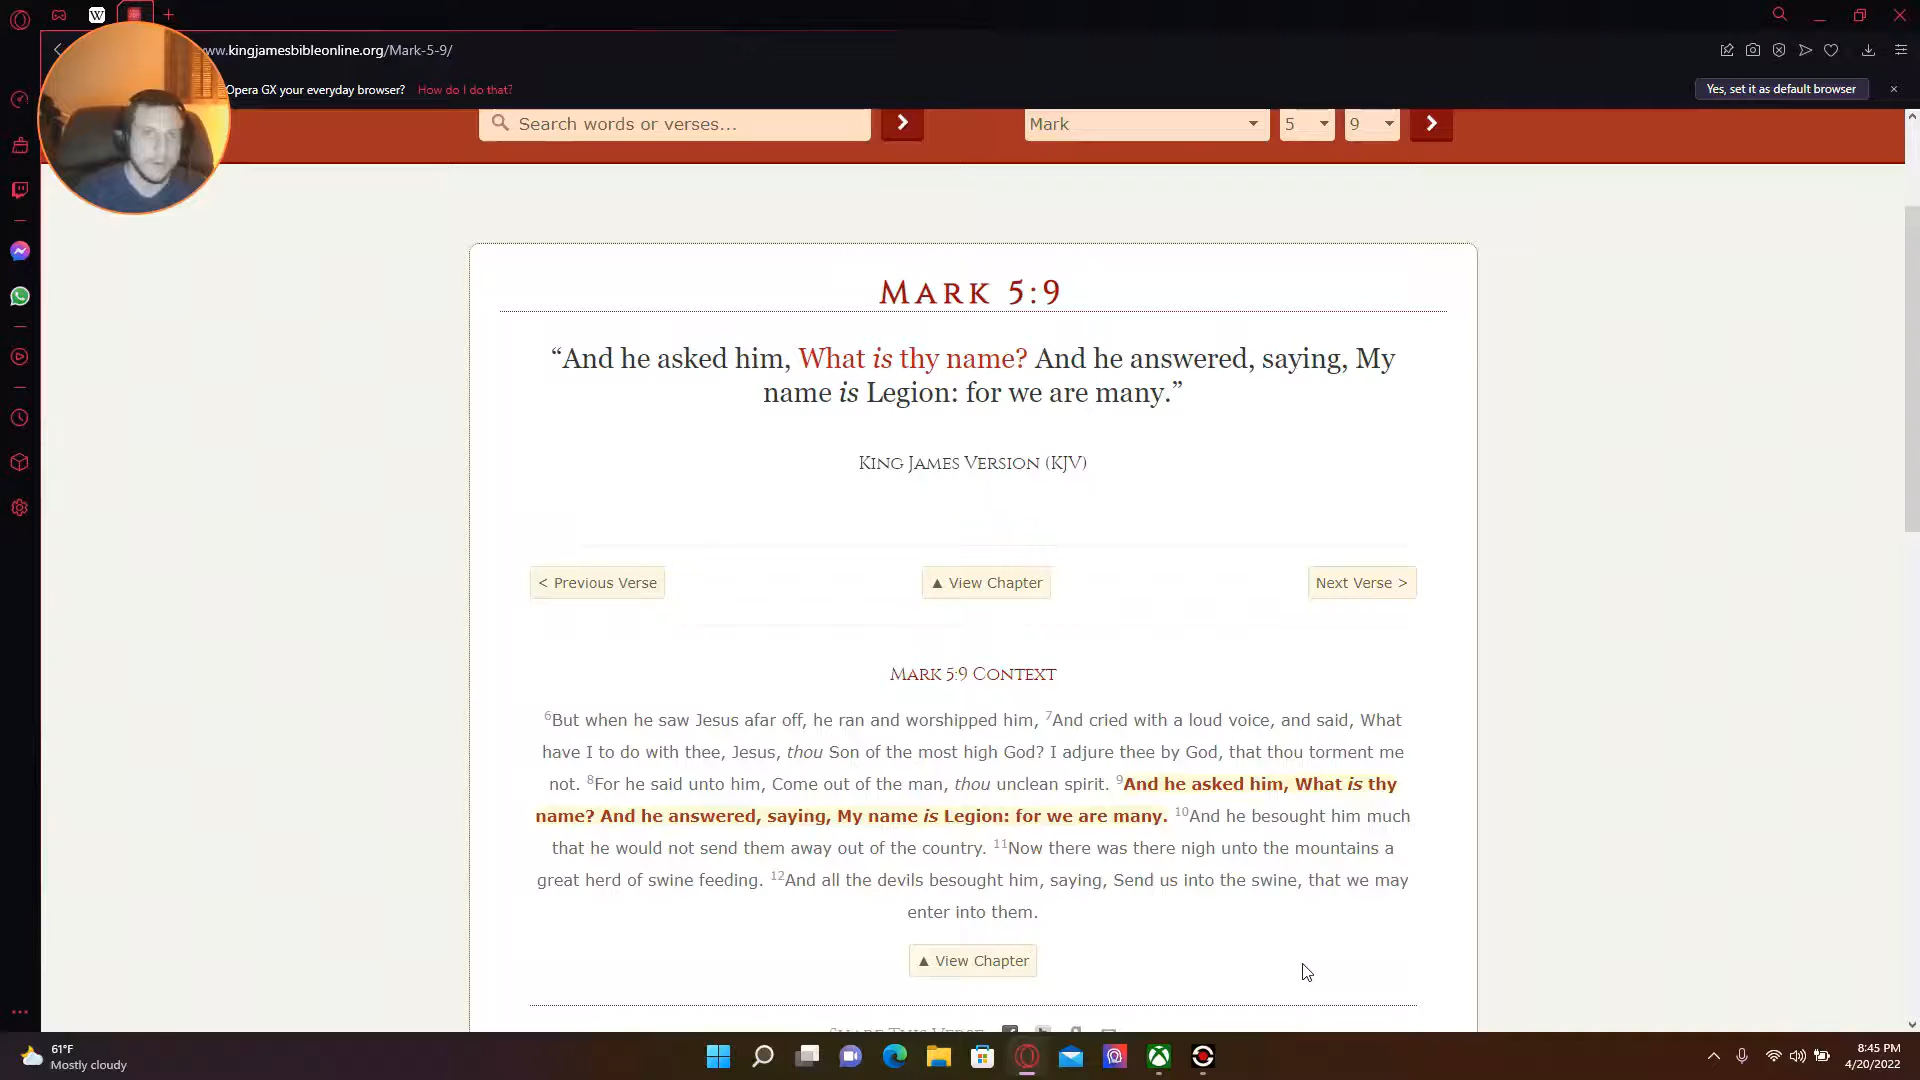 W
www.kingjamesbibleonline.org/Mark-5-9/
Opera GX your everyday browser? How do I do that?
Yes, set it as default browser
Search words or verses...
Mark
5
9
MARK 5:9
“And he asked him, What is thy name? And he answered, saying, My
name is Legion: for we are many.”
KING JAMES VERSION (KJV)
< Previous Verse
▲ View Chapter
Next Verse >
MARK 5:9 CONTEXT
6But when he saw Jesus afar off, he ran and worshipped him, 7And cried with a loud voice, and said, What
have I to do with thee, Jesus, thou Son of the most high God? I adjure thee by God, that thou torment me
not. 8For he said unto him, Come out of the man, thou unclean spirit. 9And he asked him, What is thy
name? And he answered, saying, My name is Legion: for we are many. 10And he besought him much
that he would not send them away out of the country. 11Now there was there nigh unto the mountains a
great herd of swine feeding. 12And all the devils besought him, saying, Send us into the swine, that we may
enter into them.
▲ View Chapter
SHARE THIS VERSE
61°F
Mostly cloudy
8:45 PM
4/20/2022